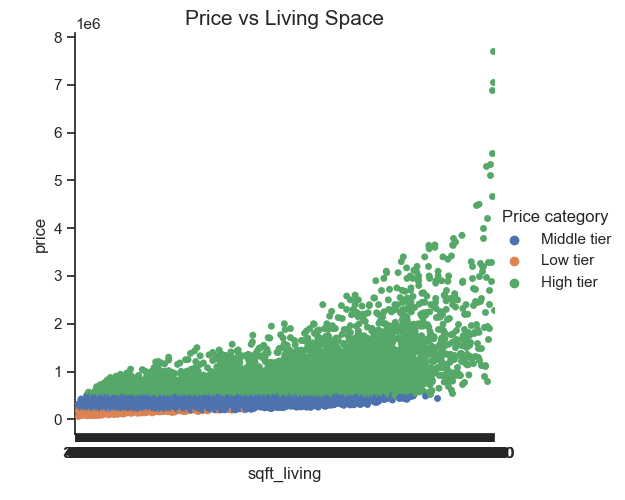 Price vs Living Space
1e6
8
7
6
5
4
3
2
1
0
price
sqft_living
Price category
Middle tier
Low tier
High tier